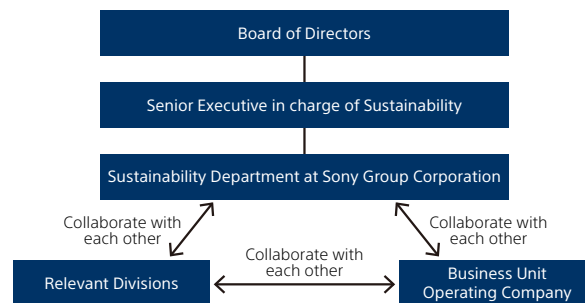 Board of Directors
Senior Executive in charge of Sustainability
Sustainability Department at Sony Group Corporation
Collaborate with
each other
Collaborate with
each other
Collaborate with
each other
Relevant Divisions
Business Unit
Operating Company